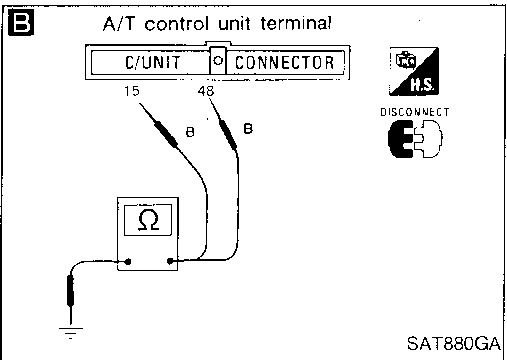 B
A/T control unit terminal
C/UNIT CONNECTOR
H.S.
15 48
DISCONNECT
B B
Ω
SAT880GA